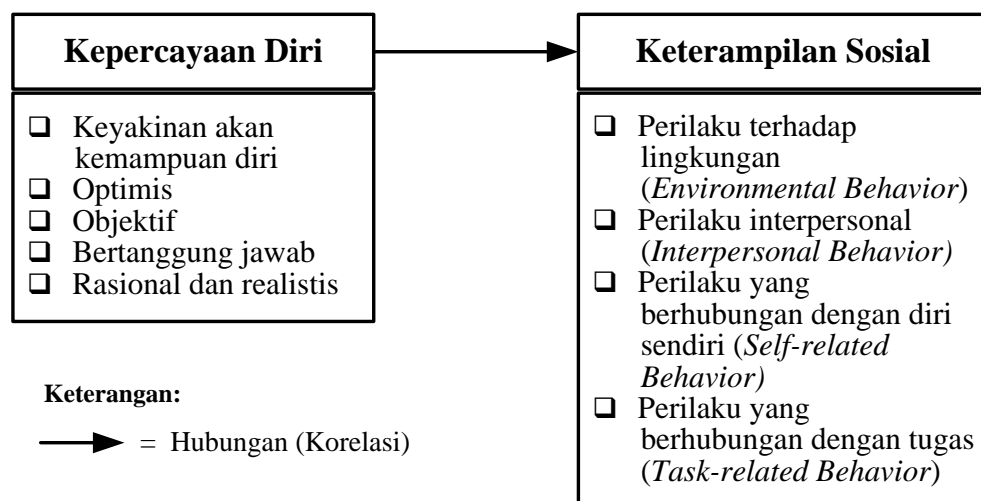 Kepercayaan Diri
❑ Keyakinan akan
kemampuan diri
❑ Optimis
❑ Objektif
❑ Bertanggung jawab
❑ Rasional dan realistis
Keterampilan Sosial
❑ Perilaku terhadap
lingkungan
(Environmental Behavior)
❑ Perilaku interpersonal
(Interpersonal Behavior)
❑ Perilaku yang
berhubungan dengan diri
sendiri (Self-related
Behavior)
❑ Perilaku yang
berhubungan dengan tugas
(Task-related Behavior)
Keterangan:
= Hubungan (Korelasi)